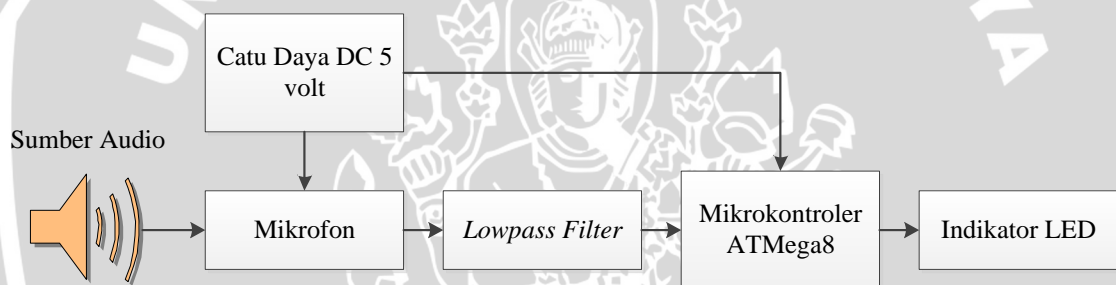 Catu Daya DC 5
volt
Sumber Audio
Mikrofon
Lowpass Filter
Mikrokontroler
ATMega8
Indikator LED